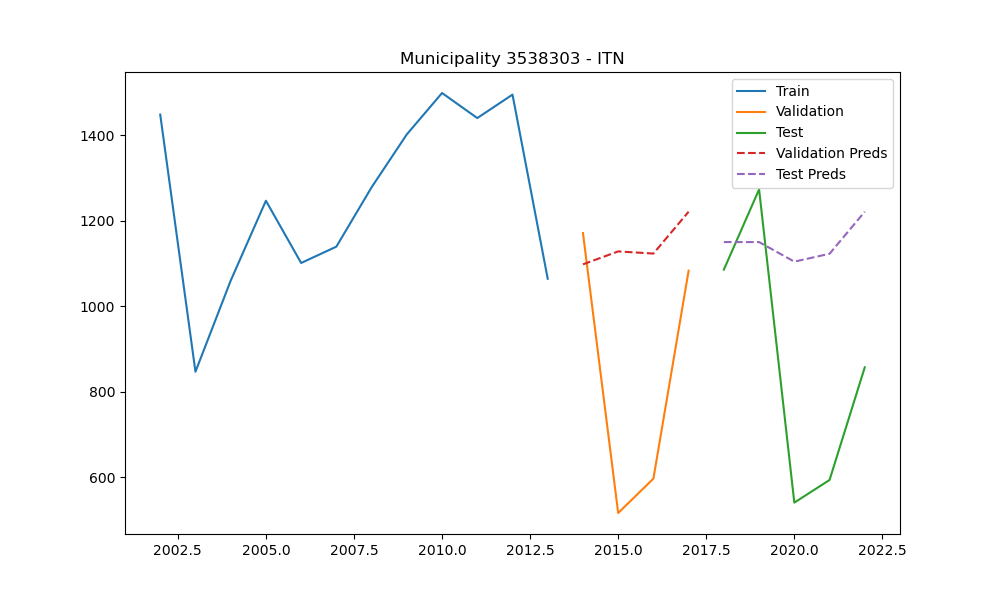 Municipality 3538303 - ITN
Train
Validation
Test
Validation Preds
Test Preds
1400
1200
1000
800
600
2002.5 2005.0 2007.5 2010.0 2012.5 2015.0 2017.5 2020.0 2022.5